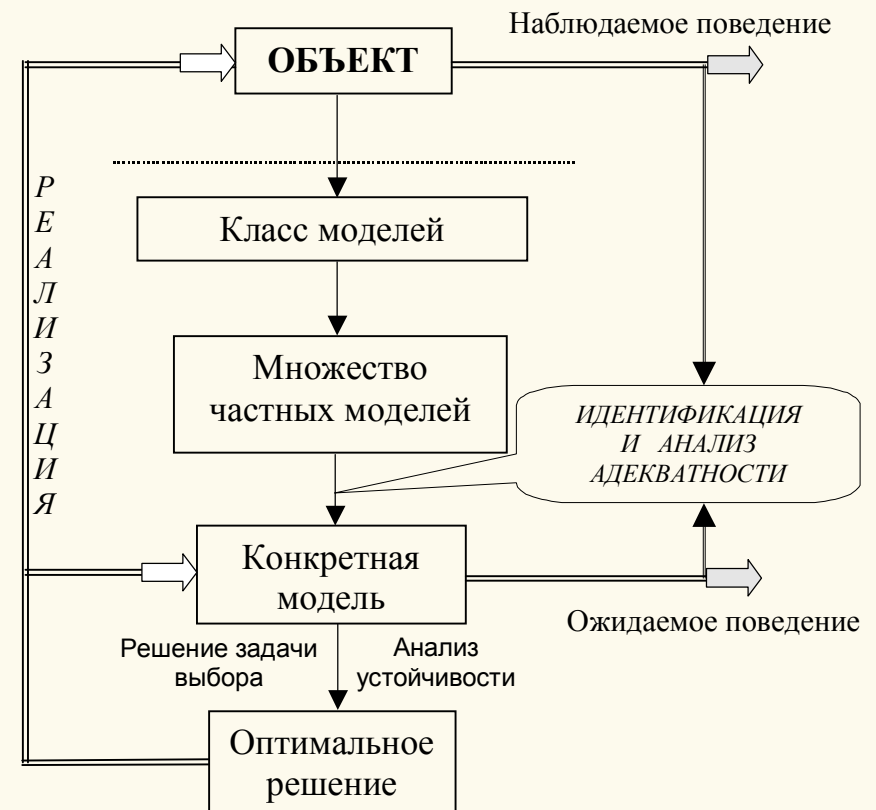 Наблюдаемое поведение
ОБЪЕКТ
РЕАЛИЗАЦИЯ
Класс моделей
Множество
частных моделей
ИДЕНТИФИКАЦИЯ
И АНАЛИЗ
АДЕКВАТНОСТИ
Конкретная
модель
Ожидаемое поведение
Решение задачи
выбора
Анализ
устойчивости
Оптимальное
решение